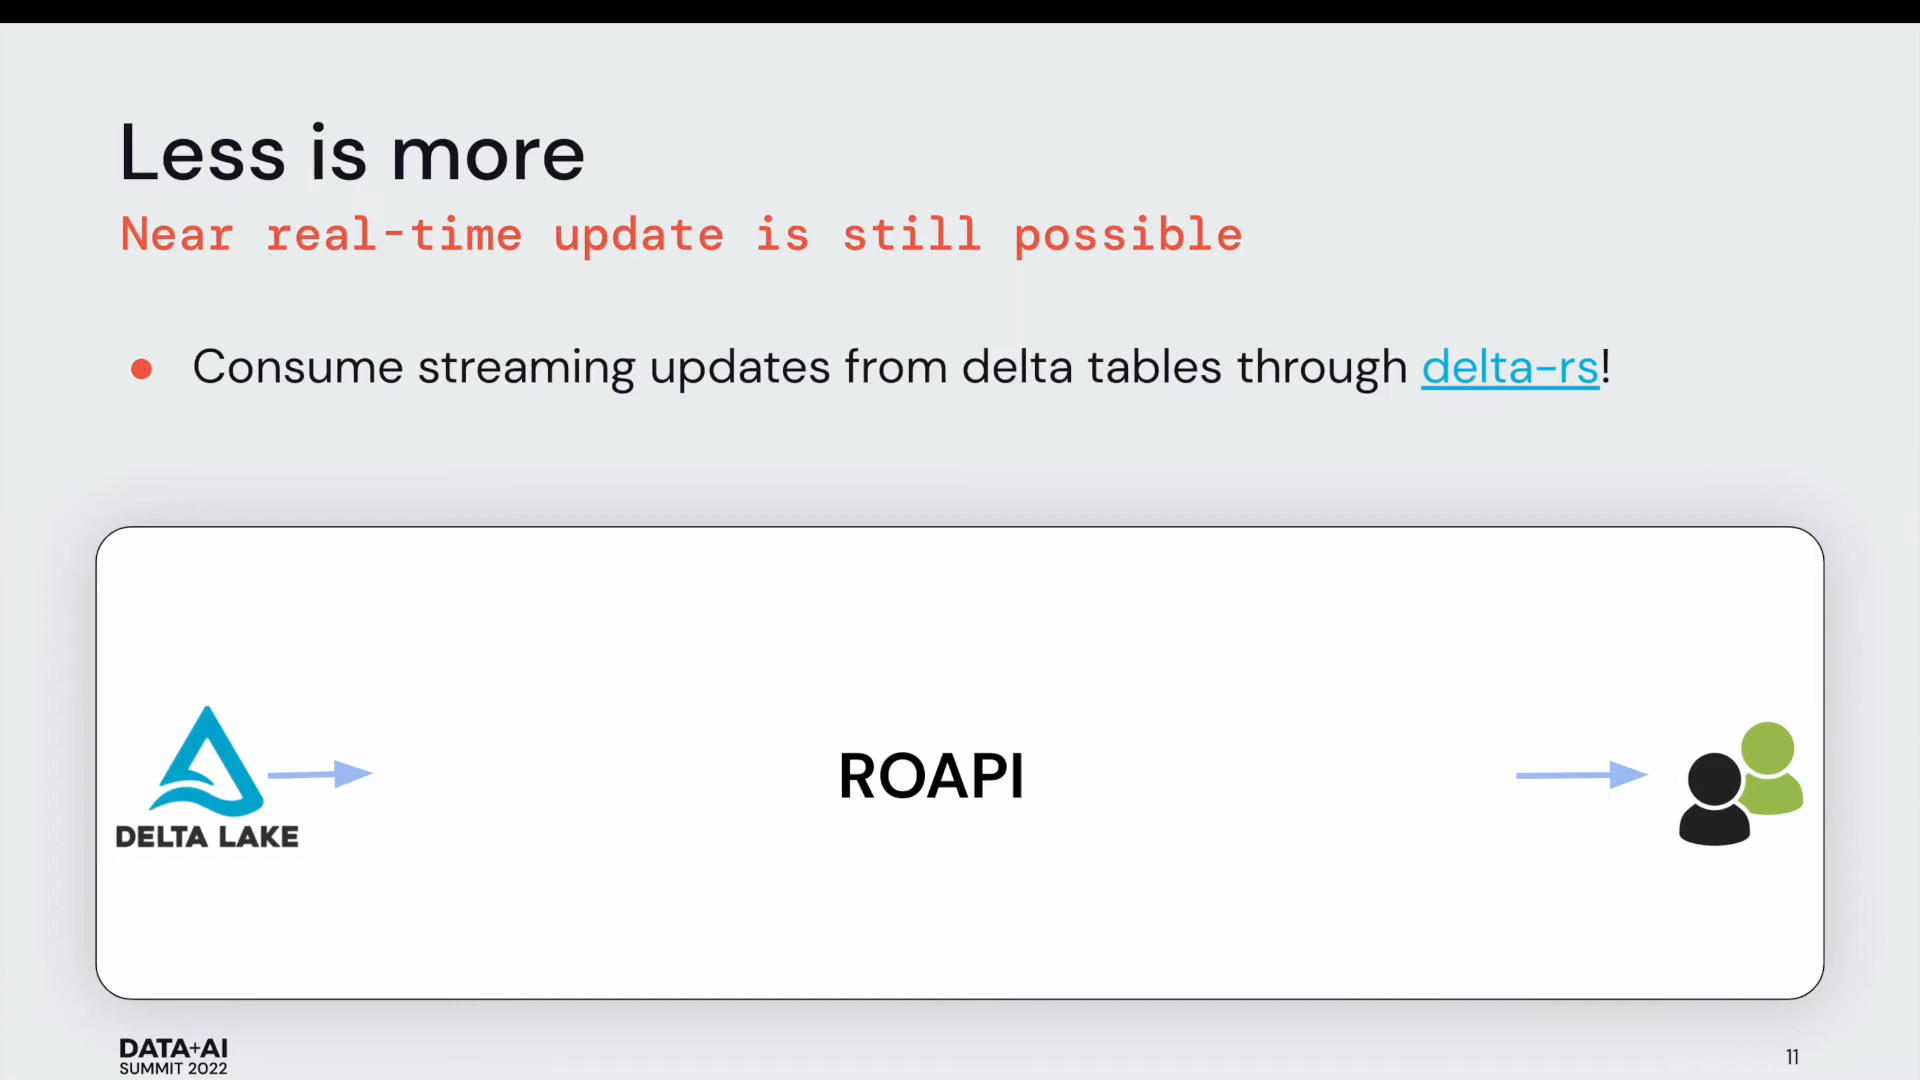 Less is more
Near real-time update is still possible
● Consume streaming updates from delta tables through delta-rs!
ROAPI
DELTA LAKE
DATA+AI
SUMMIT 2022
11